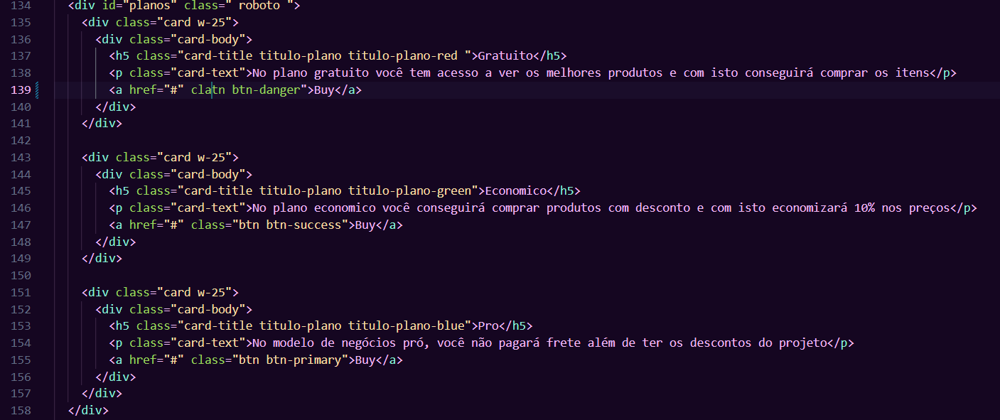 134 <div id="planos" class=" roboto ">
135 <div class="card w-25">
136 <div class="card-body">
137 <h5 class="card-title titulo-plano titulo-plano-red ">Gratuito</h5>
138 <p class="card-text">No plano gratuito você tem acesso a ver os melhores produtos e com isto conseguirá comprar os itens</p>
139 <a href="#" clatn btn-danger">Buy</a>
140 </div>
141 </div>
142
143 <div class="card w-25">
144 <div class="card-body">
145 <h5 class="card-title titulo-plano titulo-plano-green">Economico</h5>
146 <p class="card-text">No plano economico você conseguirá comprar produtos com desconto e com isto economizará 10% nos preços</p>
147 <a href="#" class="btn btn-success">Buy</a>
148 </div>
149 </div>
150
151 <div class="card w-25">
152 <div class="card-body">
153 <h5 class="card-title titulo-plano titulo-plano-blue">Pro</h5>
154 <p class="card-text">No modelo de negócios pró, você não pagará frete além de ter os descontos do projeto</p>
155 <a href="#" class="btn btn-primary">Buy</a>
156 </div>
157 </div>
158 </div>